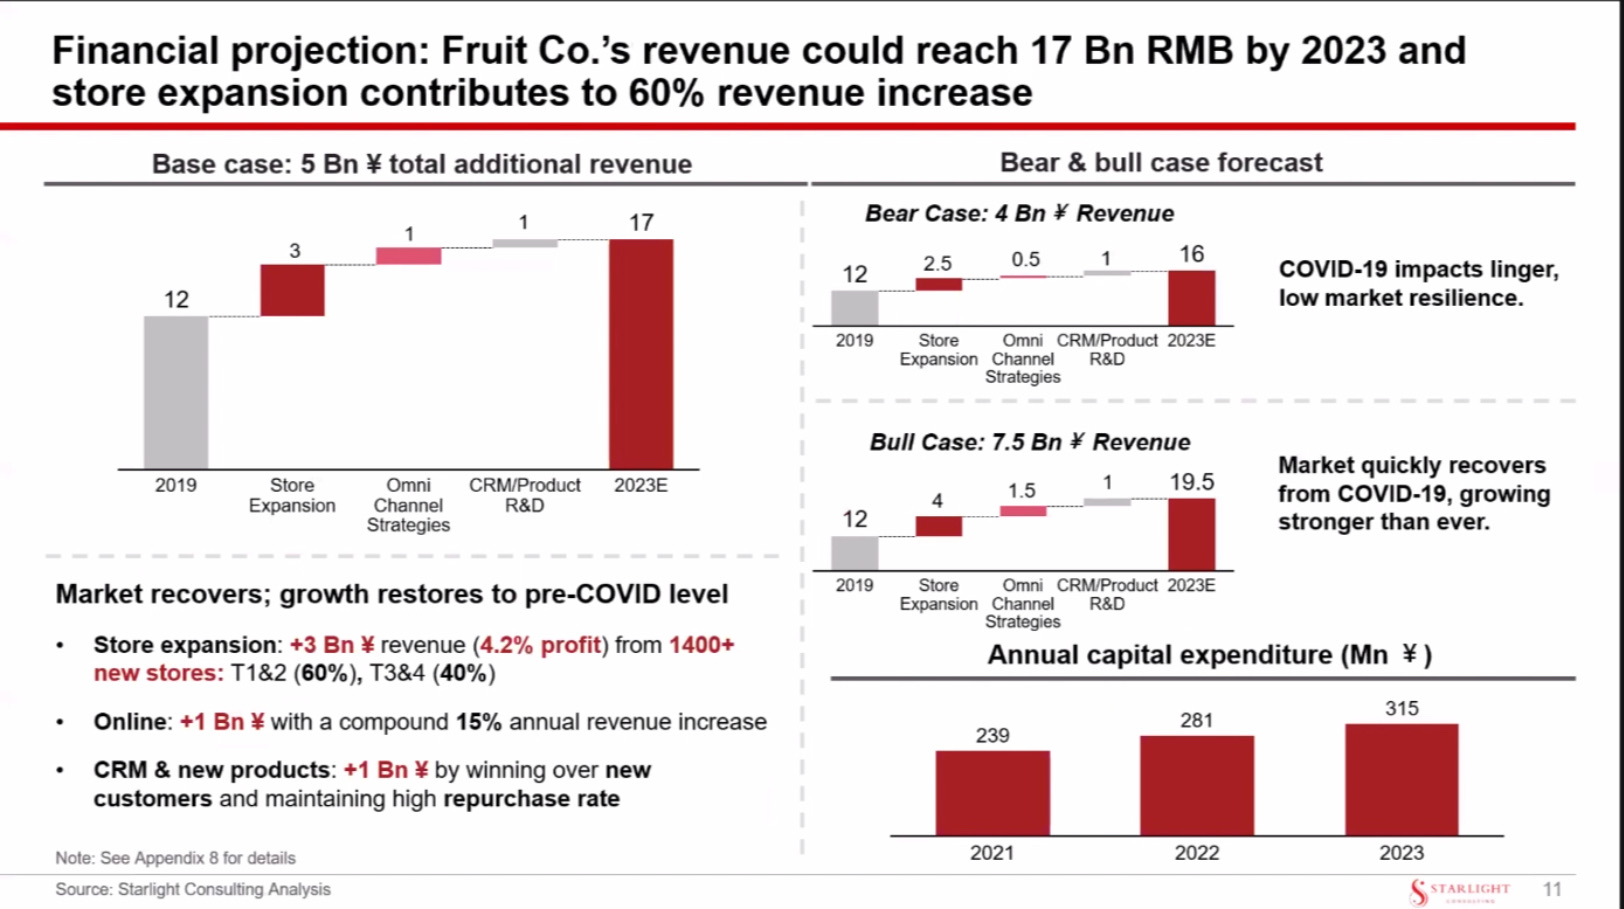 Financial projection: Fruit Co.’s revenue could reach 17 Bn RMB by 2023 and
store expansion contributes to 60% revenue increase
Base case: 5 Bn ¥ total additional revenue
12
3
1
1
17
2019
Store
Expansion
Omni
Channel
Strategies
CRM/Product
R&D
2023E
Market recovers; growth restores to pre-COVID level
• Store expansion: +3 Bn ¥ revenue (4.2% profit) from 1400+
new stores: T1&2 (60%), T3&4 (40%)
• Online: +1 Bn ¥ with a compound 15% annual revenue increase
• CRM & new products: +1 Bn ¥ by winning over new
customers and maintaining high repurchase rate
Bear & bull case forecast
Bear Case: 4 Bn ¥ Revenue
12
2.5
0.5
1
16
2019
Store
Expansion
Omni
Channel
Strategies
CRM/Product
R&D
2023E
COVID-19 impacts linger,
low market resilience.
Bull Case: 7.5 Bn ¥ Revenue
12
4
1.5
1
19.5
2019
Store
Expansion
Omni
Channel
Strategies
CRM/Product
R&D
2023E
Market quickly recovers
from COVID-19, growing
stronger than ever.
Annual capital expenditure (Mn ¥ )
239
281
315
2021
2022
2023
Note: See Appendix 8 for details
Source: Starlight Consulting Analysis
STARLIGHT
CONSULTING
11